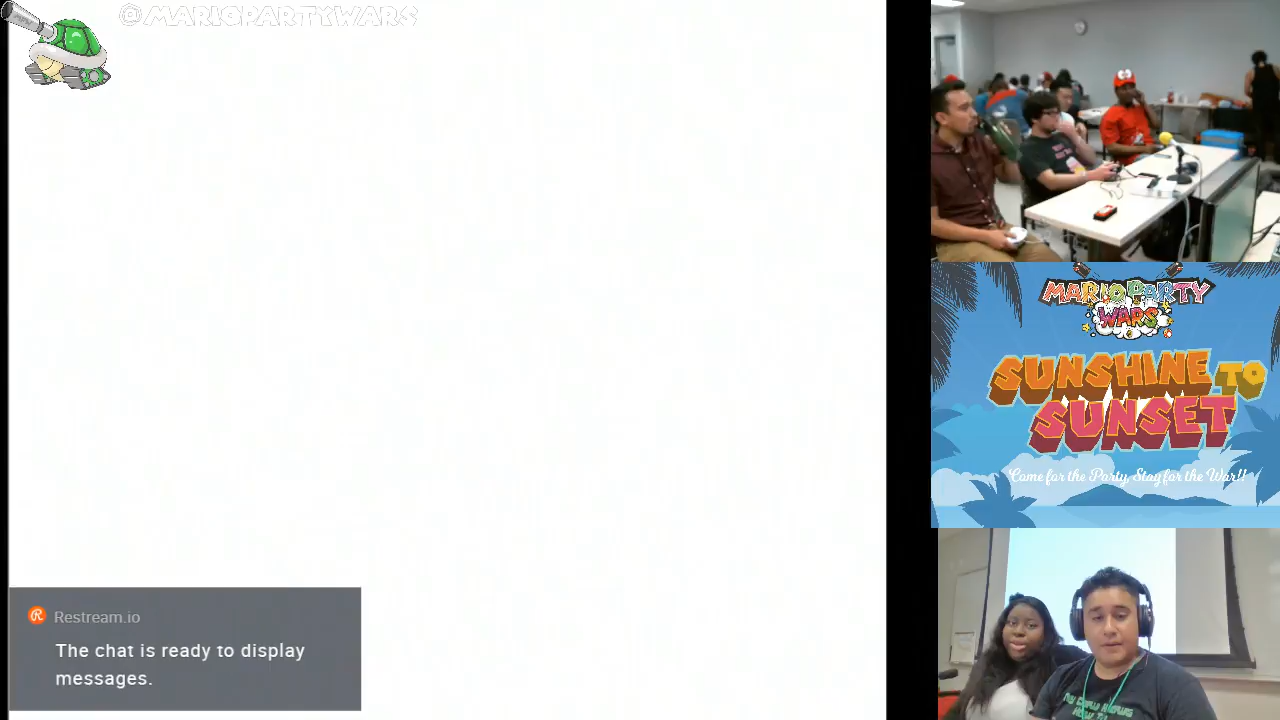 @MARIOPARTYWARS
MARIO PARTY
WARS
SUNSHINE TO
SUNSET
Come for the Party, Stay for the War!!
Restream.io
The chat is ready to display
messages.